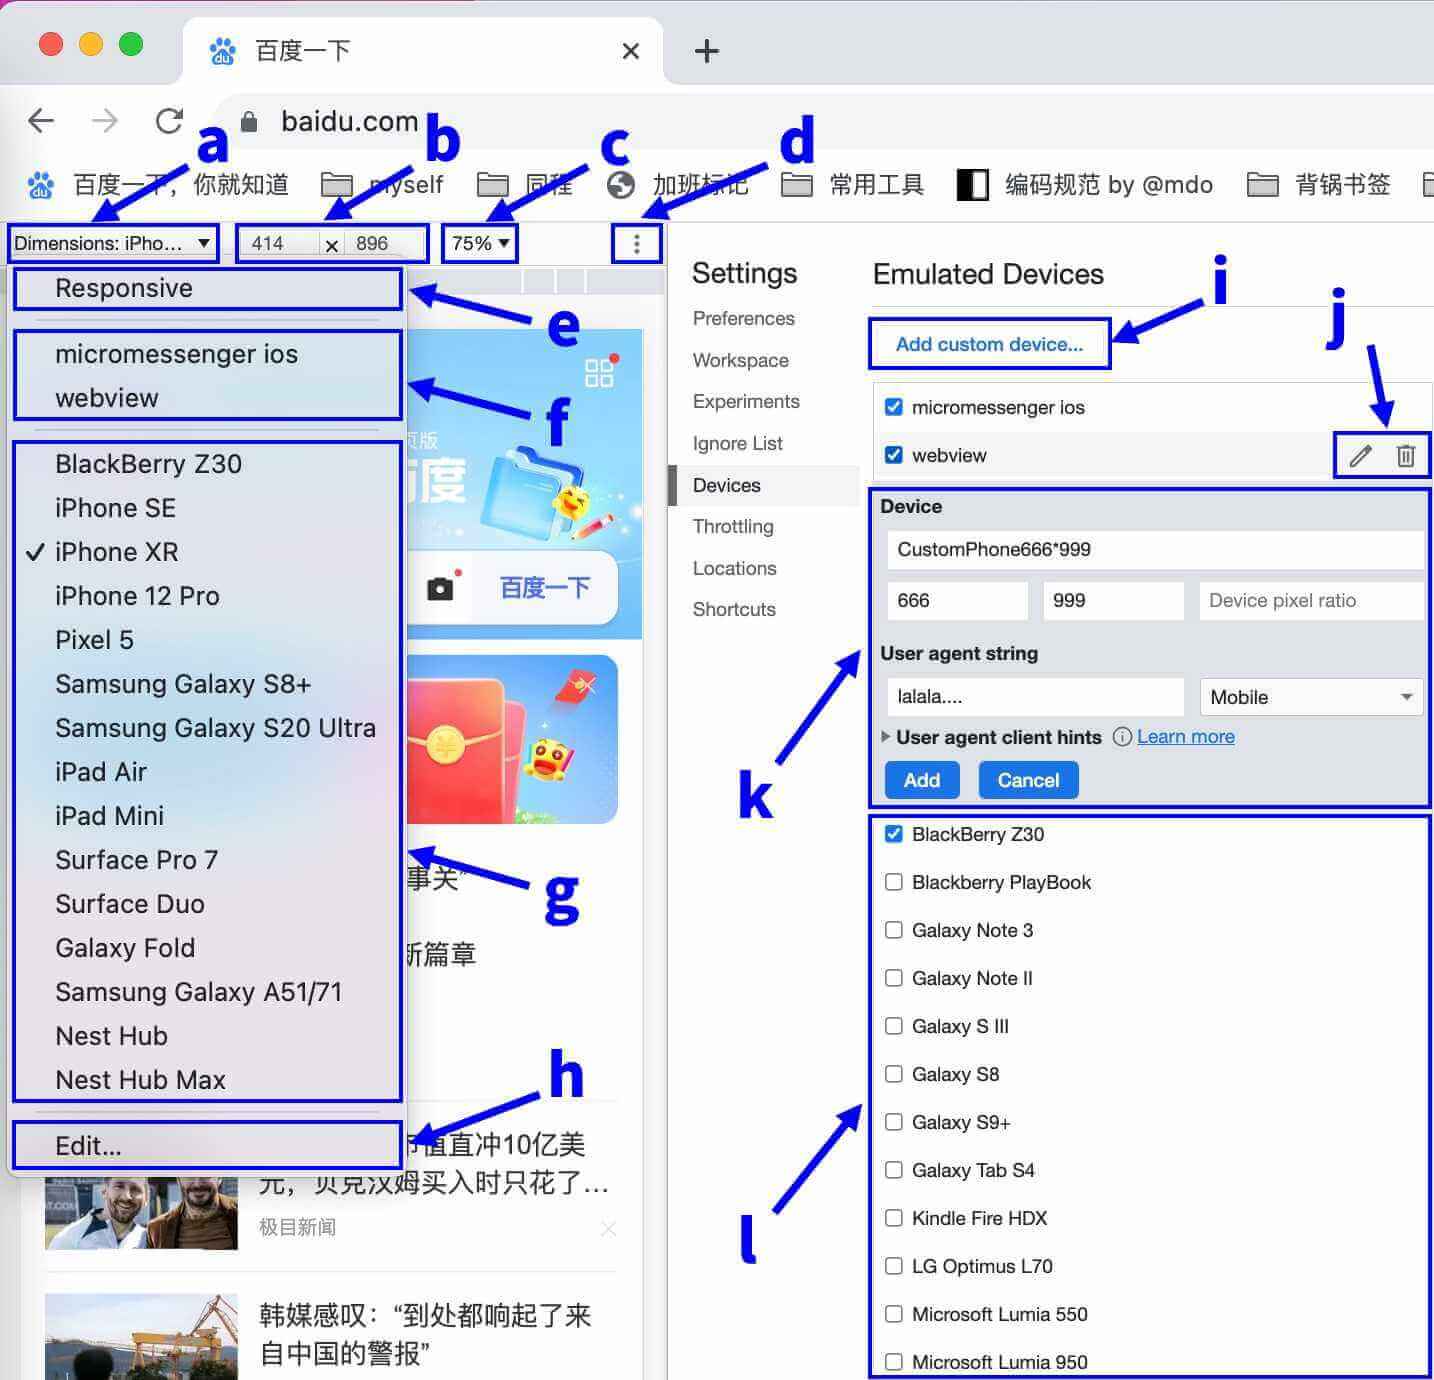 百度一下
baidu.com
a
b
c
d
百度一下，你就知道
myself
同程
加班标记
常用工具
编码规范 by @mdo
背锅书签
Dimensions: iPho...
414 × 896
75%
Responsive
e
micromessenger ios
webview
f
BlackBerry Z30
iPhone SE
✓ iPhone XR
iPhone 12 Pro
Pixel 5
Samsung Galaxy S8+
Samsung Galaxy S20 Ultra
iPad Air
iPad Mini
Surface Pro 7
Surface Duo
Galaxy Fold
Samsung Galaxy A51/71
Nest Hub
Nest Hub Max
g
Edit...
h
页版
度
百度一下
事关”
新篇章
值直冲10亿美
元，贝克汉姆买入时只花了...
极目新闻
韩媒感叹：“到处都响起了来
自中国的警报”
Settings
Preferences
Workspace
Experiments
Ignore List
Devices
Throttling
Locations
Shortcuts
Emulated Devices
i
Add custom device...
j
micromessenger ios
webview
Device
CustomPhone666*999
666
999
Device pixel ratio
User agent string
lalala....
Mobile
User agent client hints
Learn more
Add
Cancel
k
BlackBerry Z30
Blackberry PlayBook
Galaxy Note 3
Galaxy Note II
Galaxy S III
Galaxy S8
Galaxy S9+
Galaxy Tab S4
Kindle Fire HDX
LG Optimus L70
Microsoft Lumia 550
Microsoft Lumia 950
l